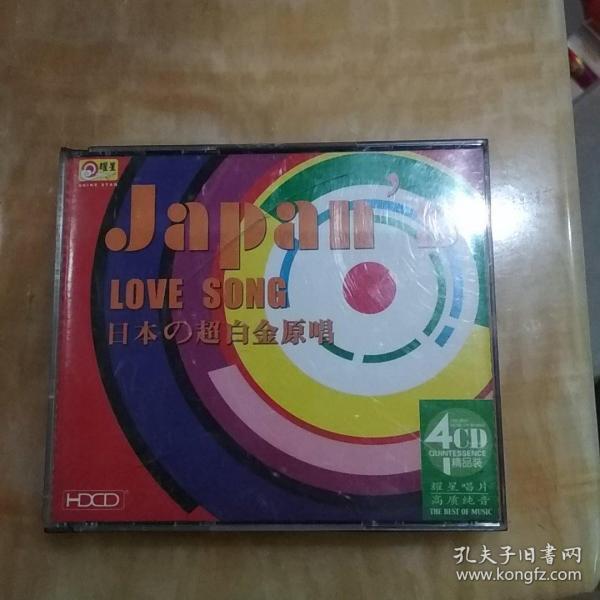 耀星
SHINE STAR
Japan's
LOVE SONG
日本の超白金原唱
4CD
QUINTESSENCE
精品装
耀星唱片
高质纯音
THE BEST OF MUSIC
HDCD
孔夫子旧书网
www.kongfz.com